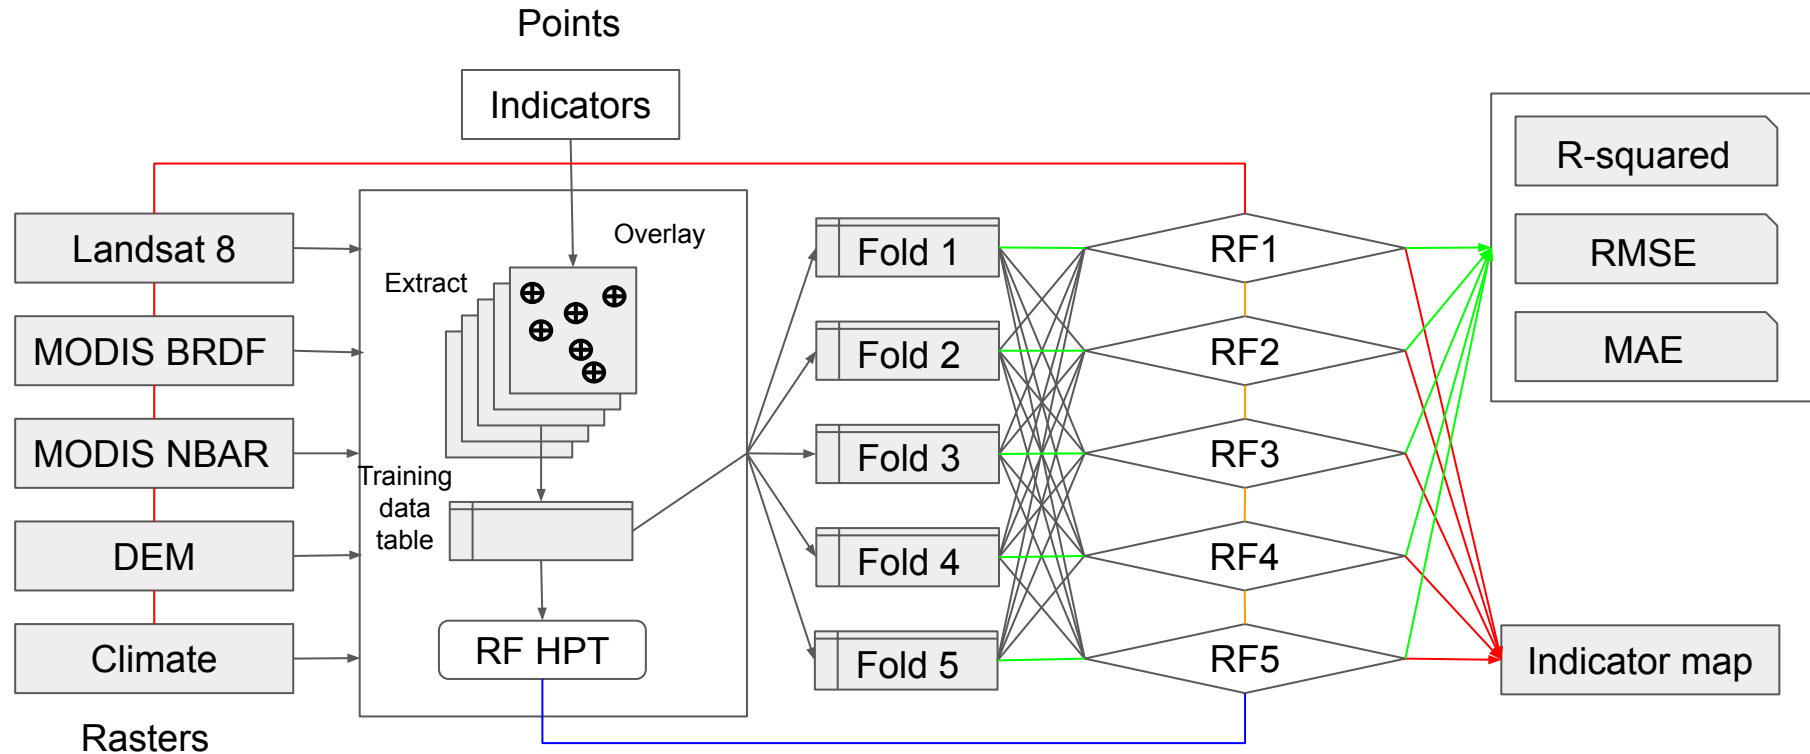 Points
Indicators
Landsat 8
MODIS BRDF
MODIS NBAR
DEM
Climate
Rasters
Overlay
Extract
Training
data
table
RF HPT
Fold 1
Fold 2
Fold 3
Fold 4
Fold 5
RF1
RF2
RF3
RF4
RF5
R-squared
RMSE
MAE
Indicator map